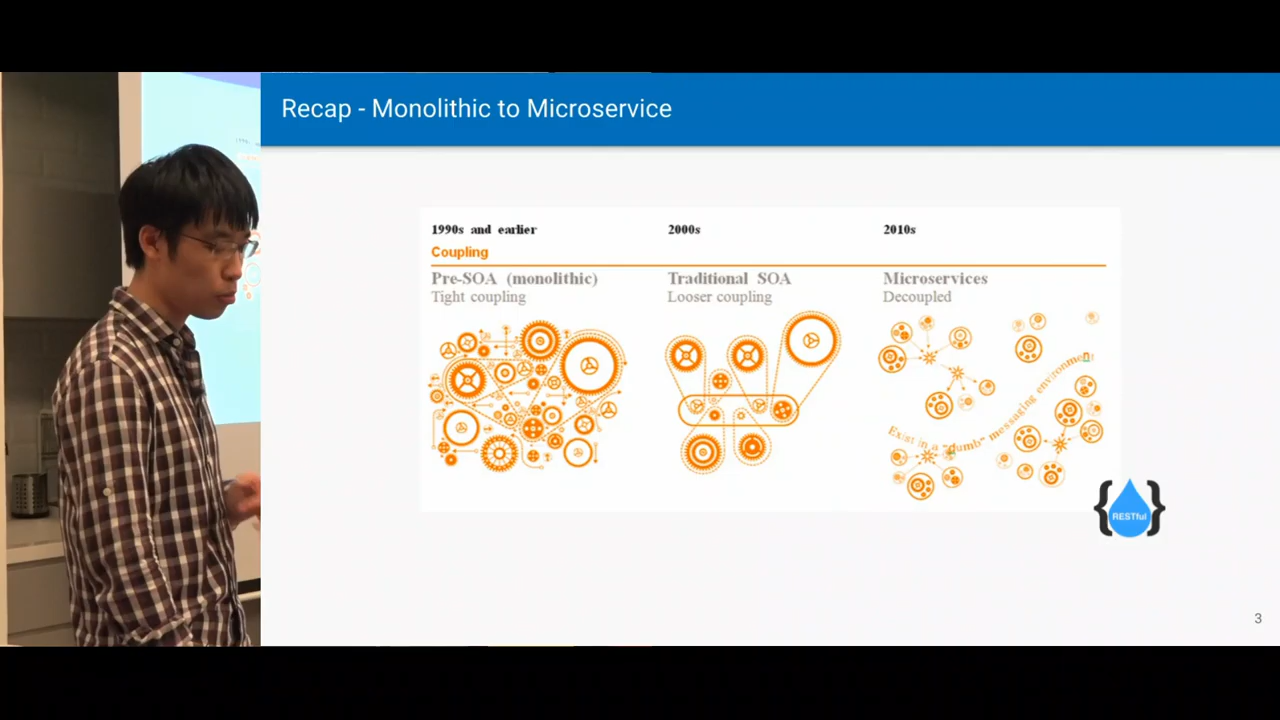 Recap - Monolithic to Microservice
1990s and earlier
2000s
2010s
Coupling
Pre-SOA (monolithic)
Traditional SOA
Microservices
Tight coupling
Looser coupling
Decoupled
Exist in a "dumb" messaging environment
{RESTful}
3